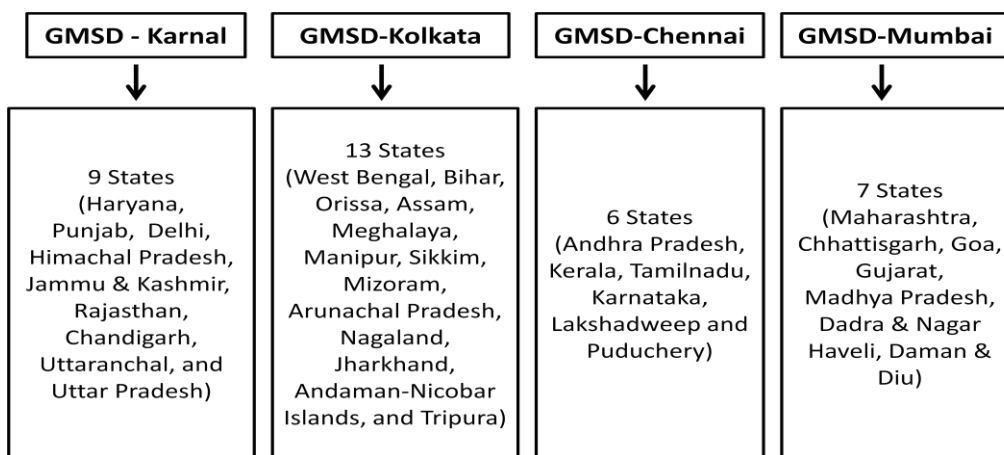 GMSD - Karnal
9 States
(Haryana,
Punjab, Delhi,
Himachal Pradesh,
Jammu & Kashmir,
Rajasthan,
Chandigarh,
Uttaranchal, and
Uttar Pradesh)
GMSD-Kolkata
13 States
(West Bengal, Bihar,
Orissa, Assam,
Meghalaya,
Manipur, Sikkim,
Mizoram,
Arunachal Pradesh,
Nagaland,
Jharkhand,
Andaman-Nicobar
Islands, and Tripura)
GMSD-Chennai
6 States
(Andhra Pradesh,
Kerala, Tamilnadu,
Karnataka,
Lakshadweep and
Puduchery)
GMSD-Mumbai
7 States
(Maharashtra,
Chhattisgarh, Goa,
Gujarat,
Madhya Pradesh,
Dadra & Nagar
Haveli, Daman &
Diu)